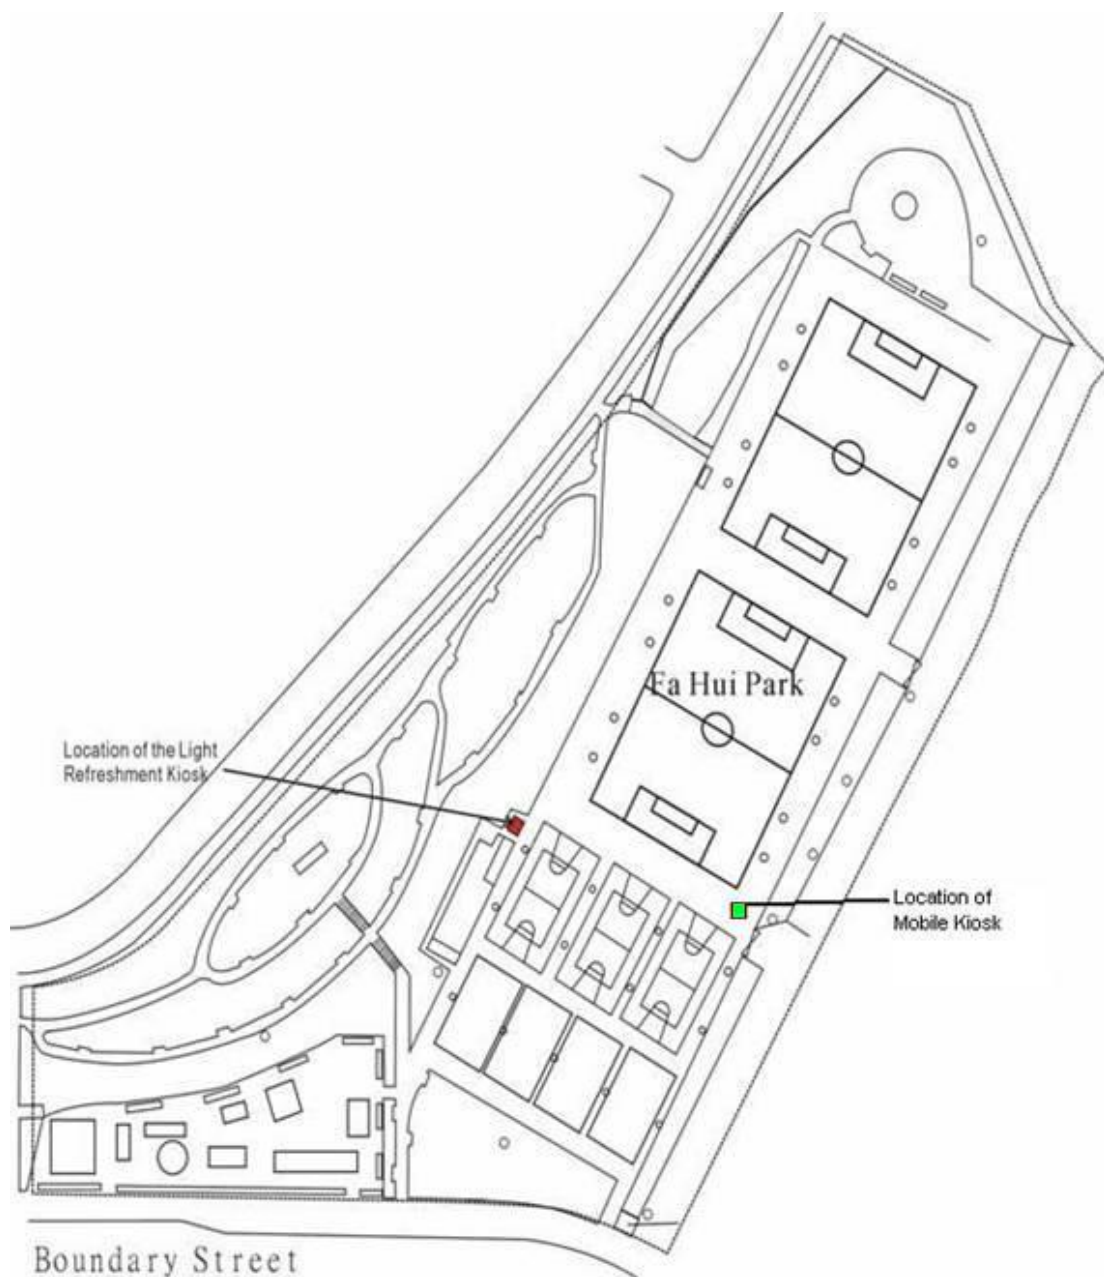 Fa Hui Park
Location of the Light
Refreshment Kiosk
Location of
Mobile Kiosk
Boundary Street